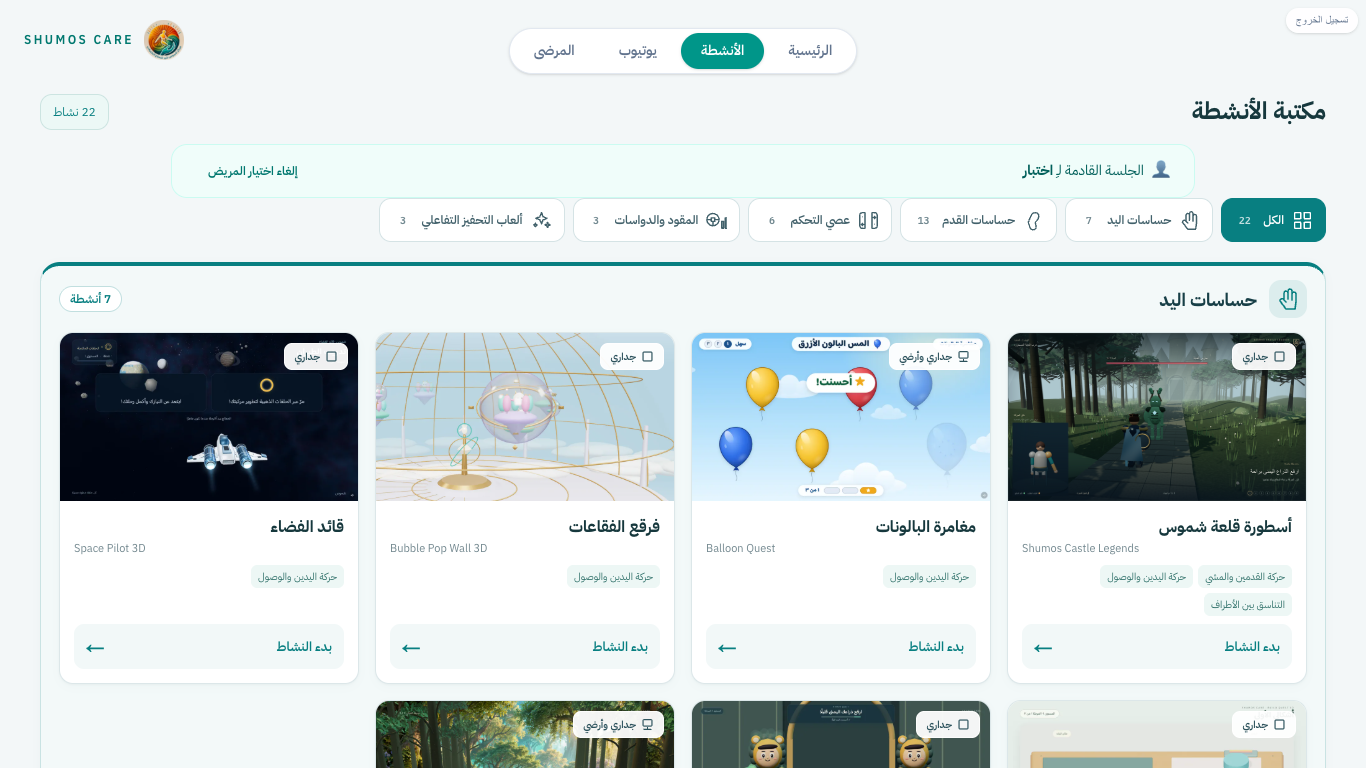 تسجيل الخروج
SHUMOS CARE
الرئيسية
الأنشطة
يوتيوب
المرضى
مكتبة الأنشطة
22 نشاط
الجلسة القادمة لـ اختبار
إلغاء اختيار المريض
الكل 22
حساسات اليد 7
حساسات القدم 13
عصي التحكم 6
المقود والدواسات 3
ألعاب التحفيز التفاعلي 3
حساسات اليد
7 أنشطة
جداري
أسطورة قلعة شموس
Shumos Castle Legends
حركة القدمين والمشي
حركة اليدين والوصول
التناسق بين الأطراف
بدء النشاط
جداري وأرضي
المس البالون الأزرق
أحسنت!
مغامرة البالونات
Balloon Quest
حركة اليدين والوصول
بدء النشاط
جداري
فرقع الفقاعات
Bubble Pop Wall 3D
حركة اليدين والوصول
بدء النشاط
جداري
قائد الفضاء
Space Pilot 3D
حركة اليدين والوصول
بدء النشاط
جداري
جداري
جداري وأرضي